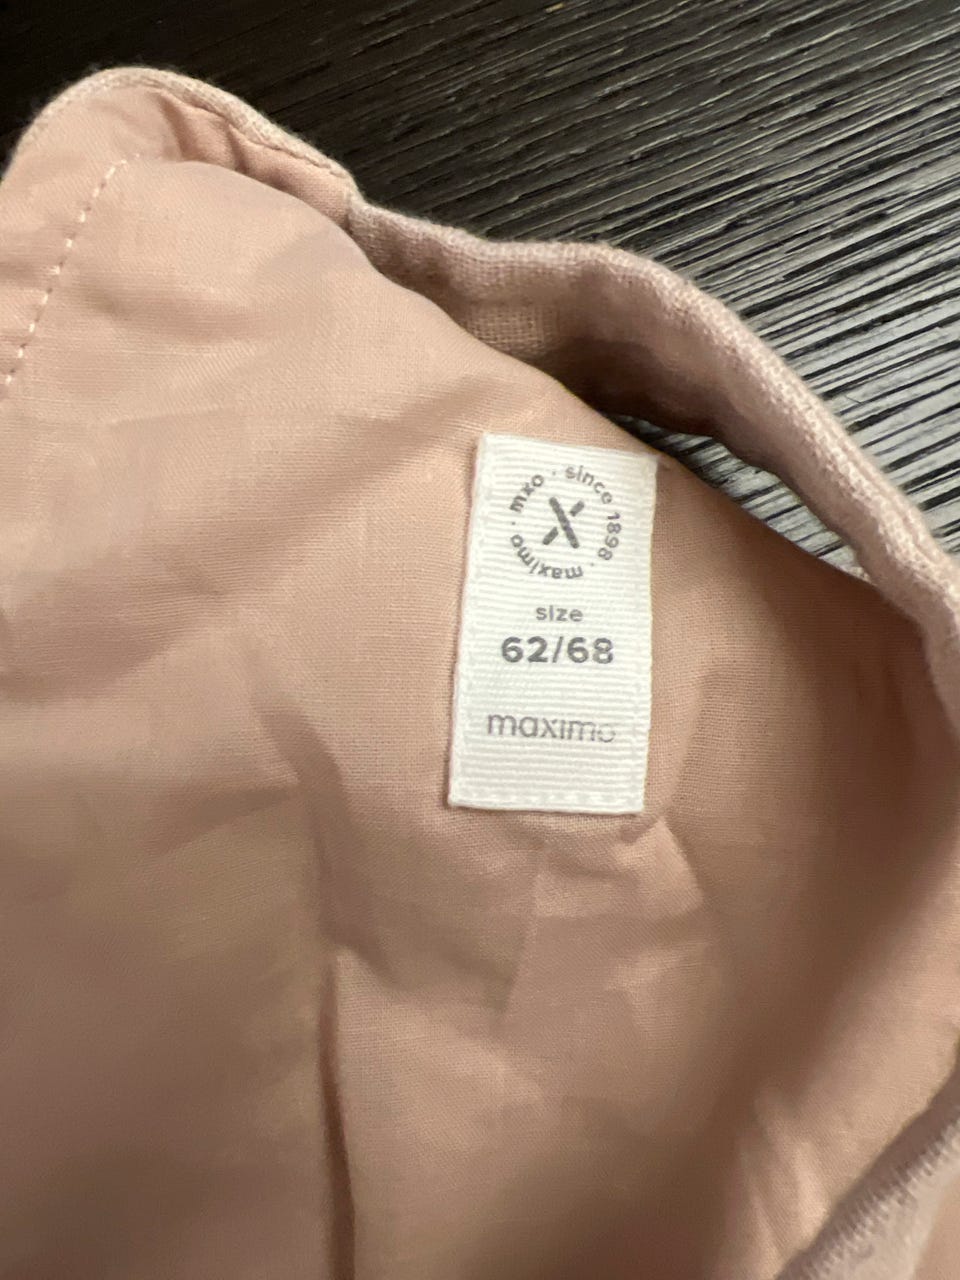 mxo · since 1898 · maximo ·
size
62/68
maximo